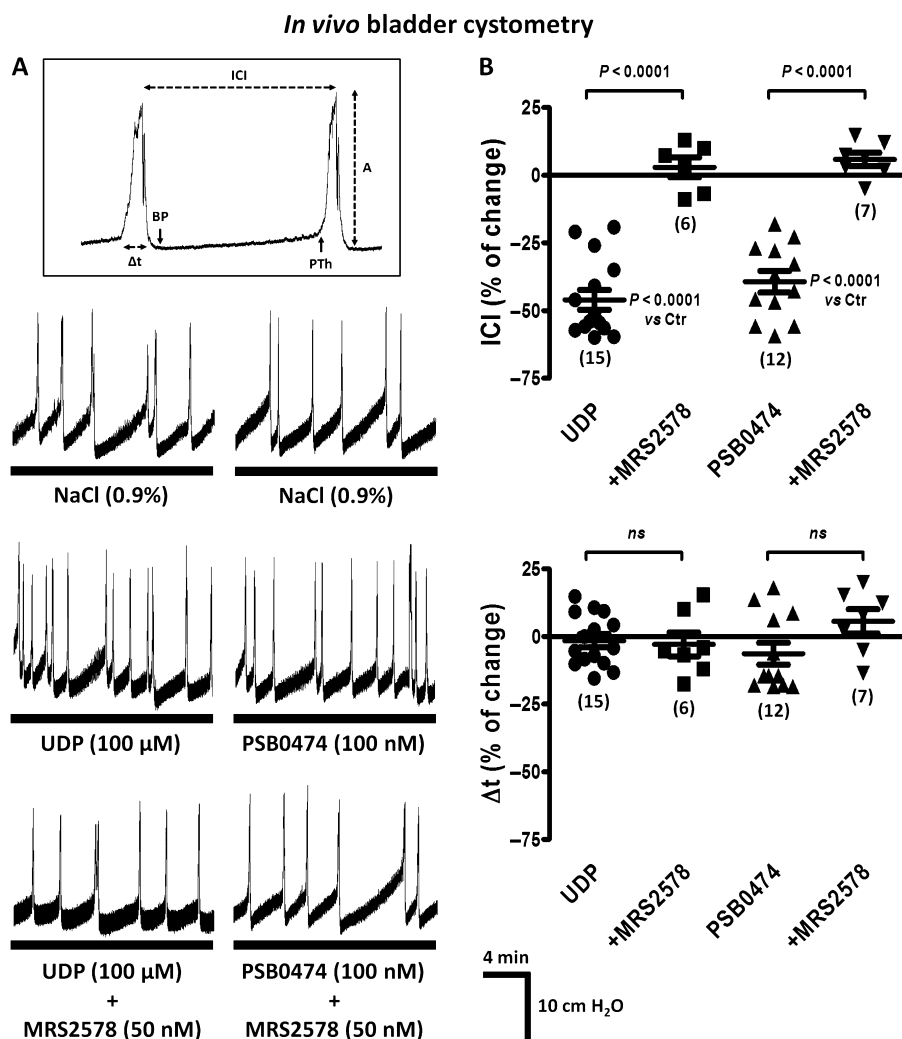 In vivo bladder cystometry
A
ICI
A
BP
Δt
PTh
NaCl (0.9%)
NaCl (0.9%)
UDP (100 µM)
PSB0474 (100 nM)
UDP (100 µM)
+
MRS2578 (50 nM)
PSB0474 (100 nM)
+
MRS2578 (50 nM)
B
P < 0.0001
P < 0.0001
ICI (% of change)
25
0
−25
−50
−75
(15)
(6)
(12)
(7)
P < 0.0001
vs Ctr
P < 0.0001
vs Ctr
UDP
+MRS2578
PSB0474
+MRS2578
ns
ns
Δt (% of change)
25
0
−25
−50
−75
(15)
(6)
(12)
(7)
UDP
+MRS2578
PSB0474
+MRS2578
4 min
10 cm H₂O